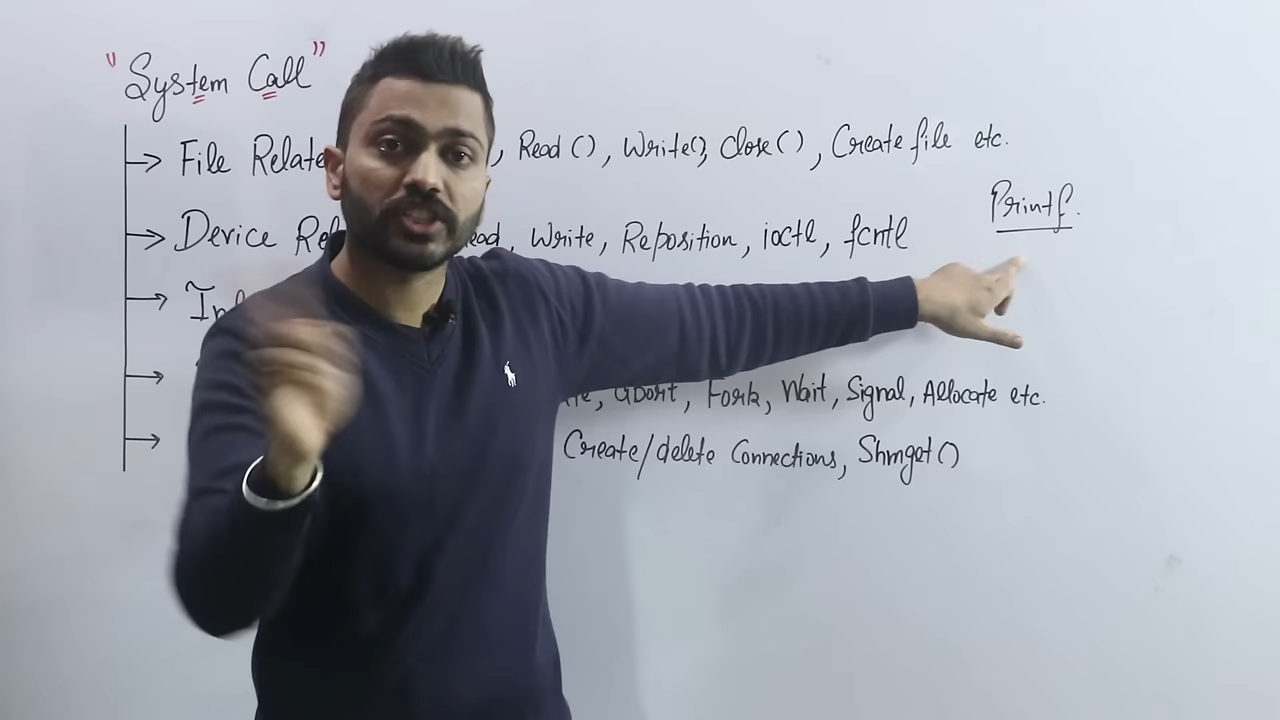 "System Call"
File Relate , Read(), Write(), Close(), Create file etc.
Printf.
Device Rel ead, Write, Reposition, ioctl, fcntl
In
te, abort, Fork, Wait, Signal, Allocate etc.
Create/delete Connections, Shmget()